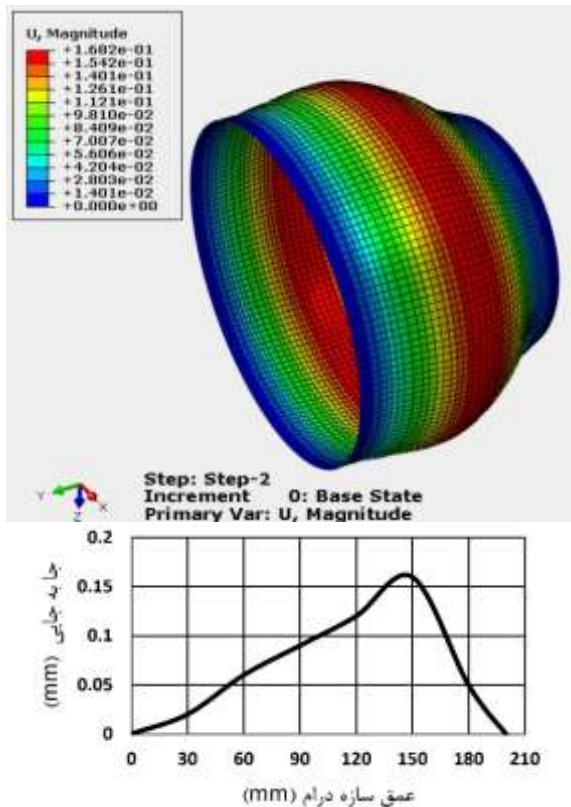 U, Magnitude
+1.682e-01
+1.542e-01
+1.401e-01
+1.261e-01
+1.121e-01
+9.810e-02
+8.409e-02
+7.007e-02
+5.606e-02
+4.204e-02
+2.803e-02
+1.401e-02
+0.000e+00
Y X
Z
Step: Step-2
Increment 0: Base State
Primary Var: U, Magnitude
جا به جایی (mm)
0.2
0.15
0.1
0.05
0
0 30 60 90 120 150 180 210
عمق سازه درام (mm)